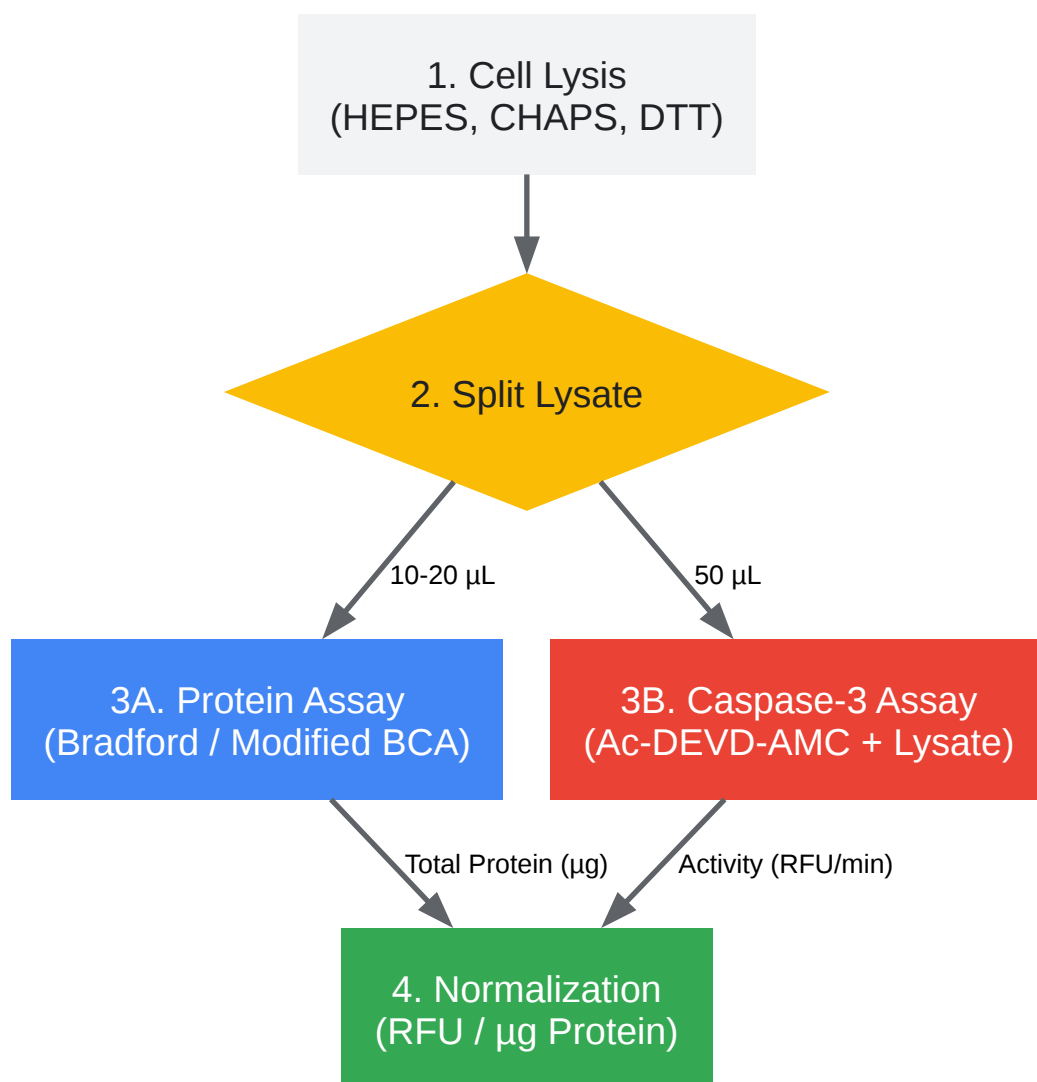 1. Cell Lysis
(HEPES, CHAPS, DTT)
2. Split Lysate
10-20 µL
50 µL
3A. Protein Assay
(Bradford / Modified BCA)
3B. Caspase-3 Assay
(Ac-DEVD-AMC + Lysate)
Total Protein (µg)
Activity (RFU/min)
4. Normalization
(RFU / µg Protein)